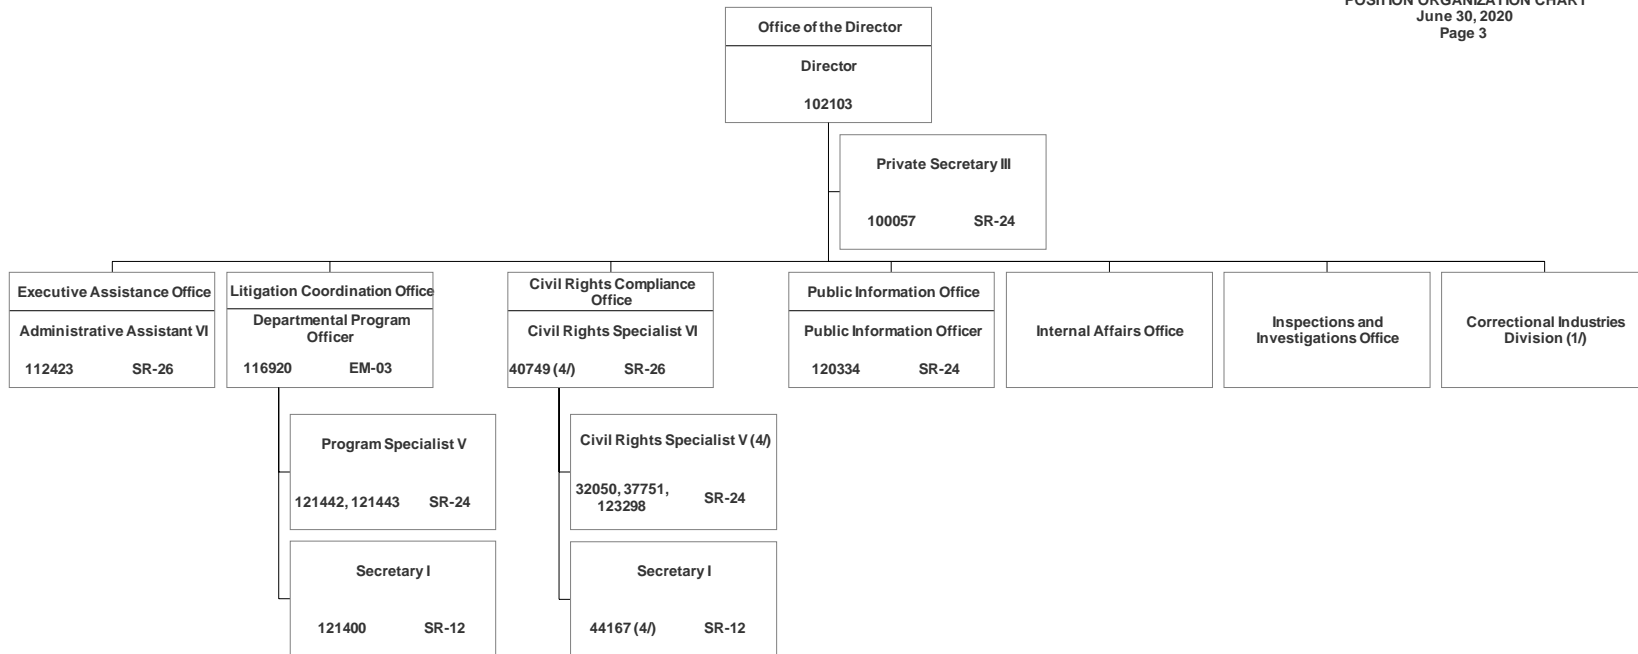 POSITION ORGANIZATION CHART
June 30, 2020
Page 3
Office of the Director
Director
102103
Private Secretary III
100057 SR-24
Executive Assistance Office
Administrative Assistant VI
112423 SR-26
Litigation Coordination Office
Departmental Program
Officer
116920 EM-03
Civil Rights Compliance
Office
Civil Rights Specialist VI
40749 (4/) SR-26
Public Information Office
Public Information Officer
120334 SR-24
Internal Affairs Office
Inspections and
Investigations Office
Correctional Industries
Division (1/)
Program Specialist V
121442, 121443 SR-24
Secretary I
121400 SR-12
Civil Rights Specialist V (4/)
32050, 37751,
123298 SR-24
Secretary I
44167 (4/) SR-12